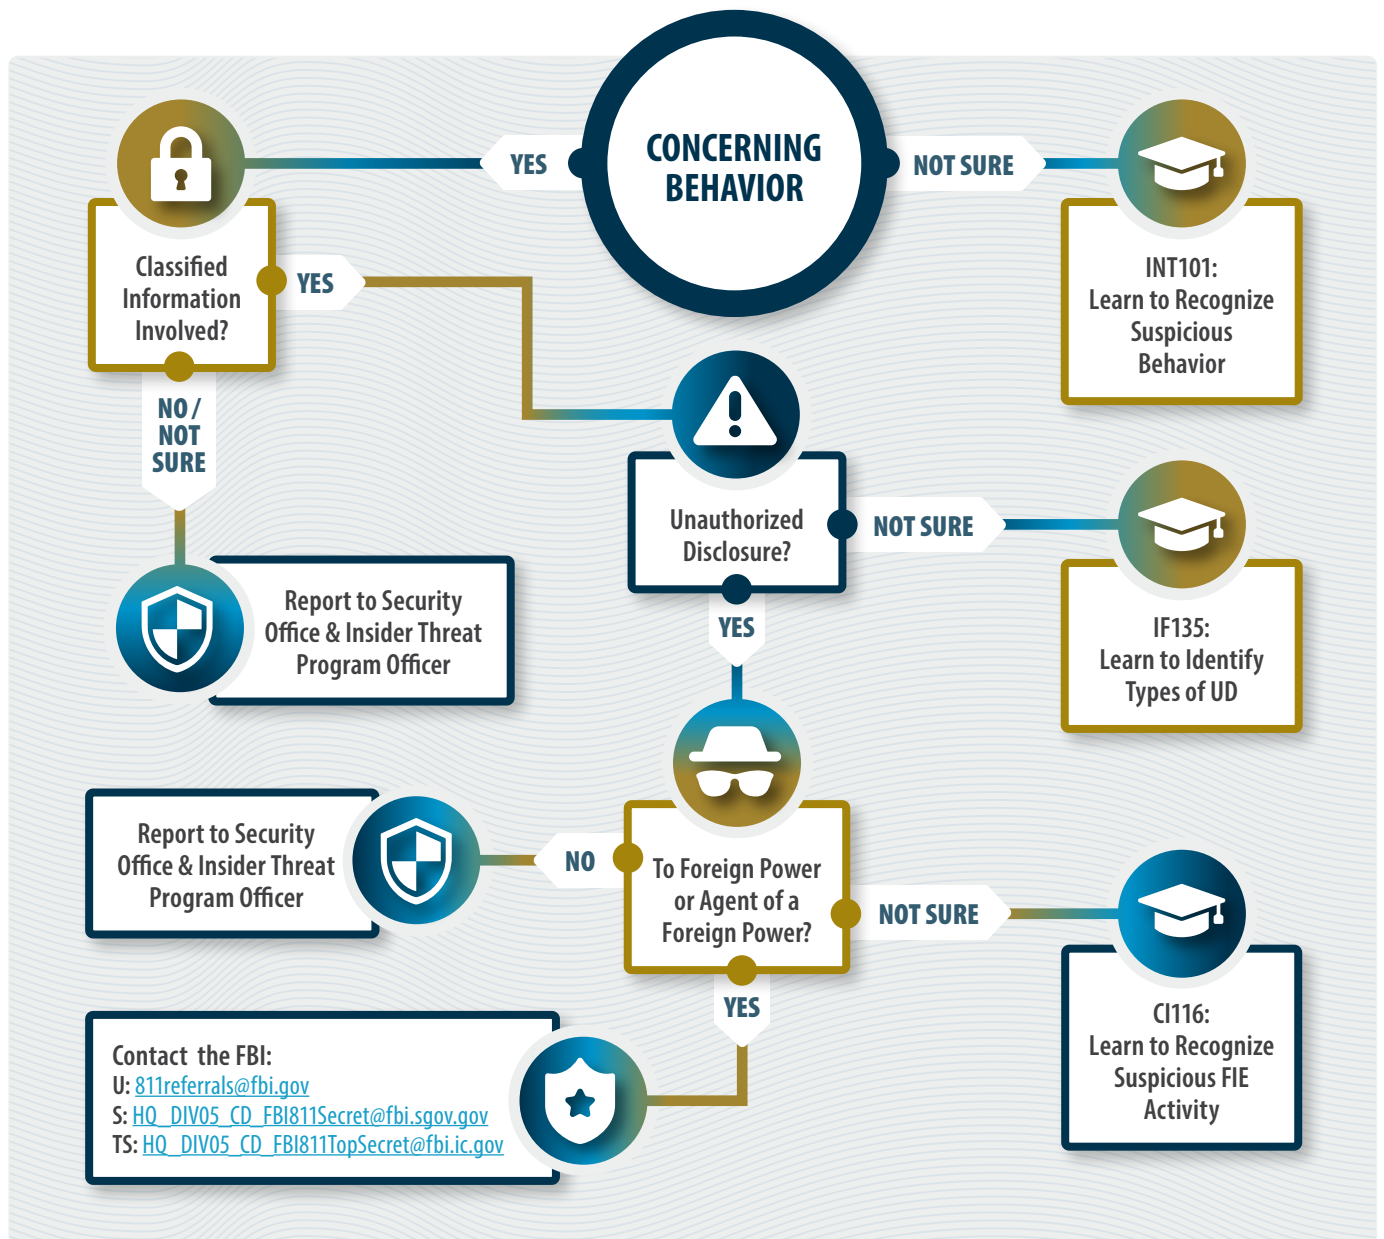 CONCERNING
BEHAVIOR
YES
NOT SURE
Classified
Information
Involved?
YES
INT101:
Learn to Recognize
Suspicious
Behavior
NO /
NOT
SURE
Unauthorized
Disclosure?
NOT SURE
YES
Report to Security
Office & Insider Threat
Program Officer
IF135:
Learn to Identify
Types of UD
To Foreign Power
or Agent of a
Foreign Power?
NO
NOT SURE
YES
Report to Security
Office & Insider Threat
Program Officer
CI116:
Learn to Recognize
Suspicious FIE
Activity
Contact the FBI:
U: 811referrals@fbi.gov
S: HQ_DIV05_CD_FBI811Secret@fbi.sgov.gov
TS: HQ_DIV05_CD_FBI811TopSecret@fbi.ic.gov